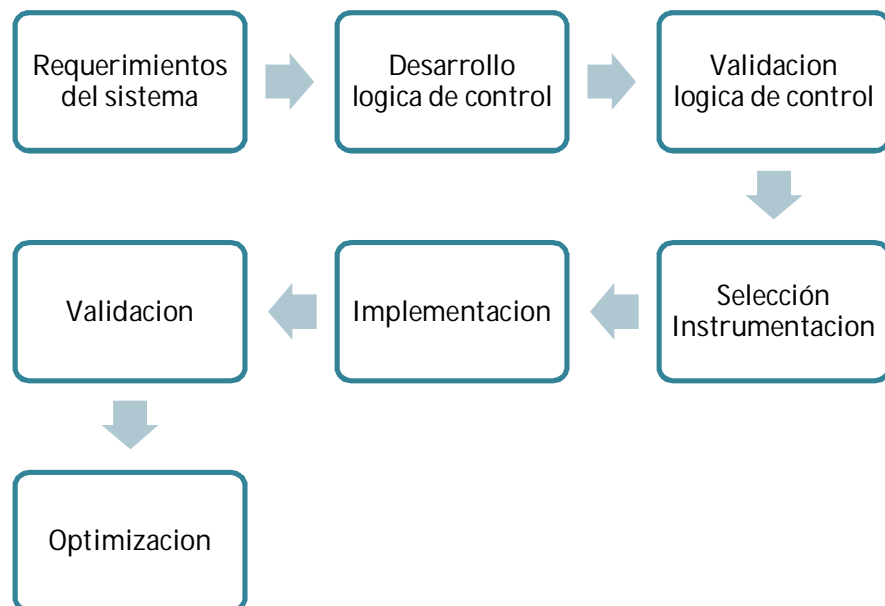 Requerimientos
del sistema
Desarrollo
logica de control
Validacion
logica de control
Selección
Instrumentacion
Implementacion
Validacion
Optimizacion